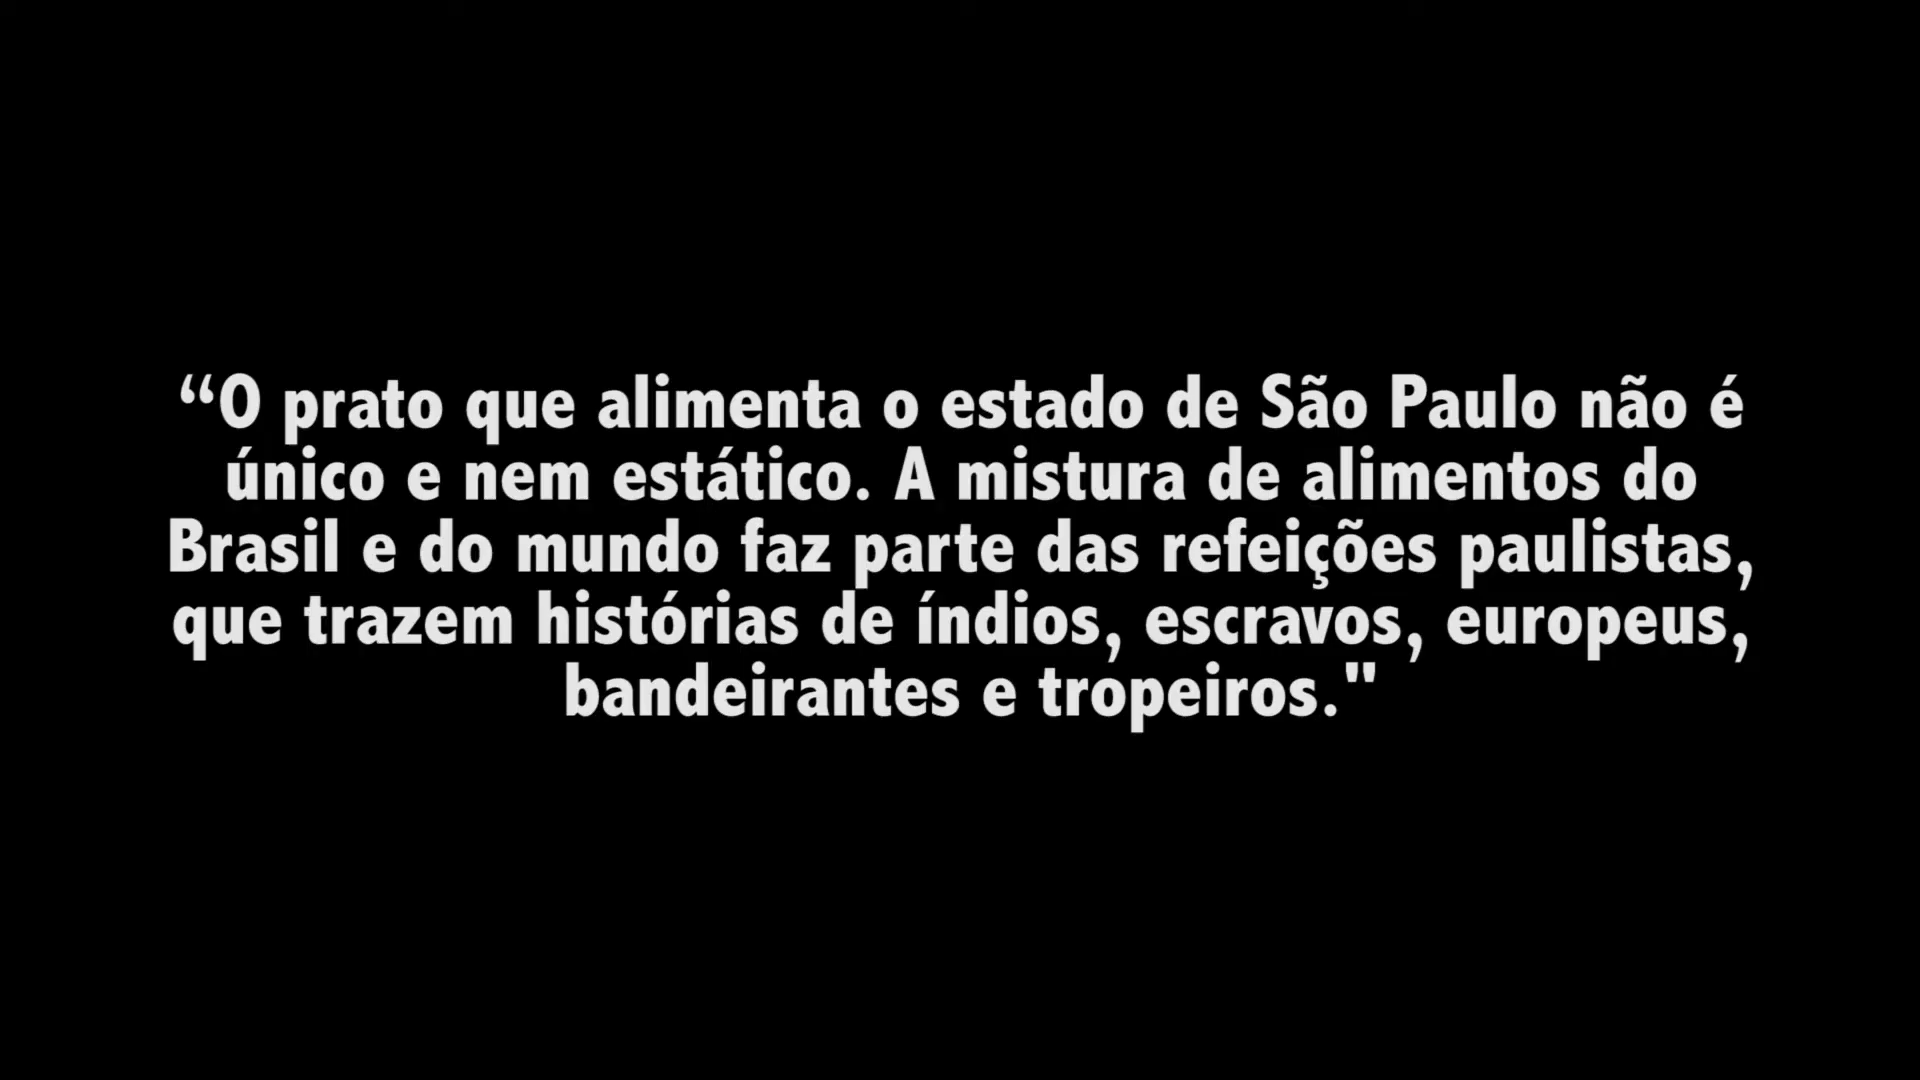 “O prato que alimenta o estado de São Paulo não é
único e nem estático. A mistura de alimentos do
Brasil e do mundo faz parte das refeições paulistas,
que trazem histórias de índios, escravos, europeus,
bandeirantes e tropeiros."